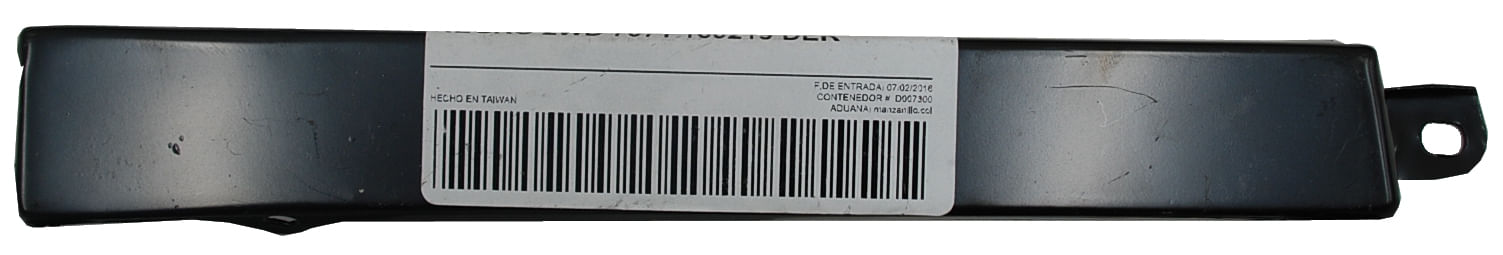 F.DE ENTRADA: 07/02/2016
HECHO EN TAIWAN
CONTENEDOR #: D007300
ADUANA: manzanillo.col